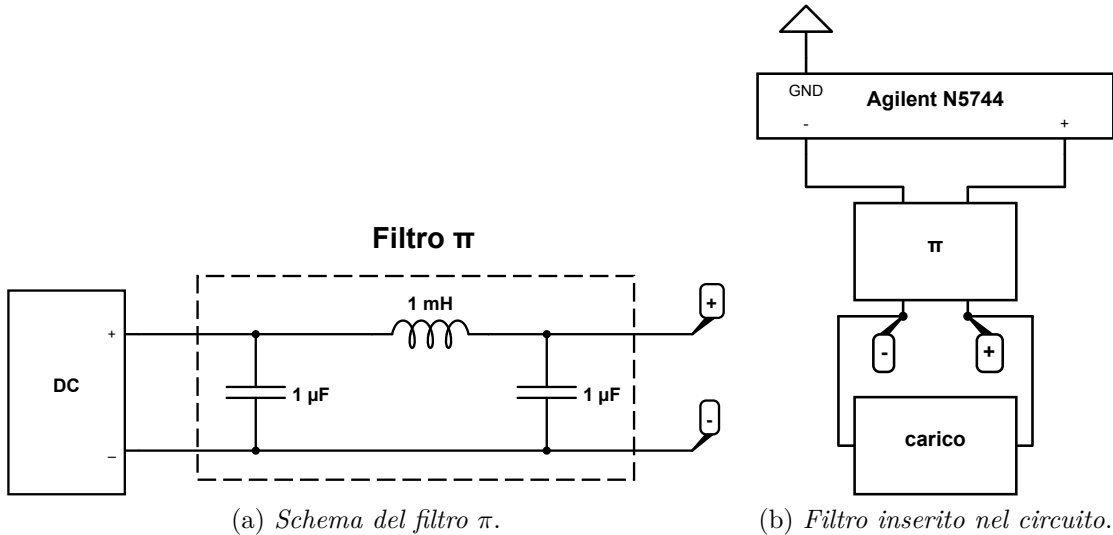 Filtro π
1 mH
+
DC
+
–
1 µF
1 µF
-
(a) Schema del filtro π.
GND
Agilent N5744
-
+
π
-
+
carico
(b) Filtro inserito nel circuito.